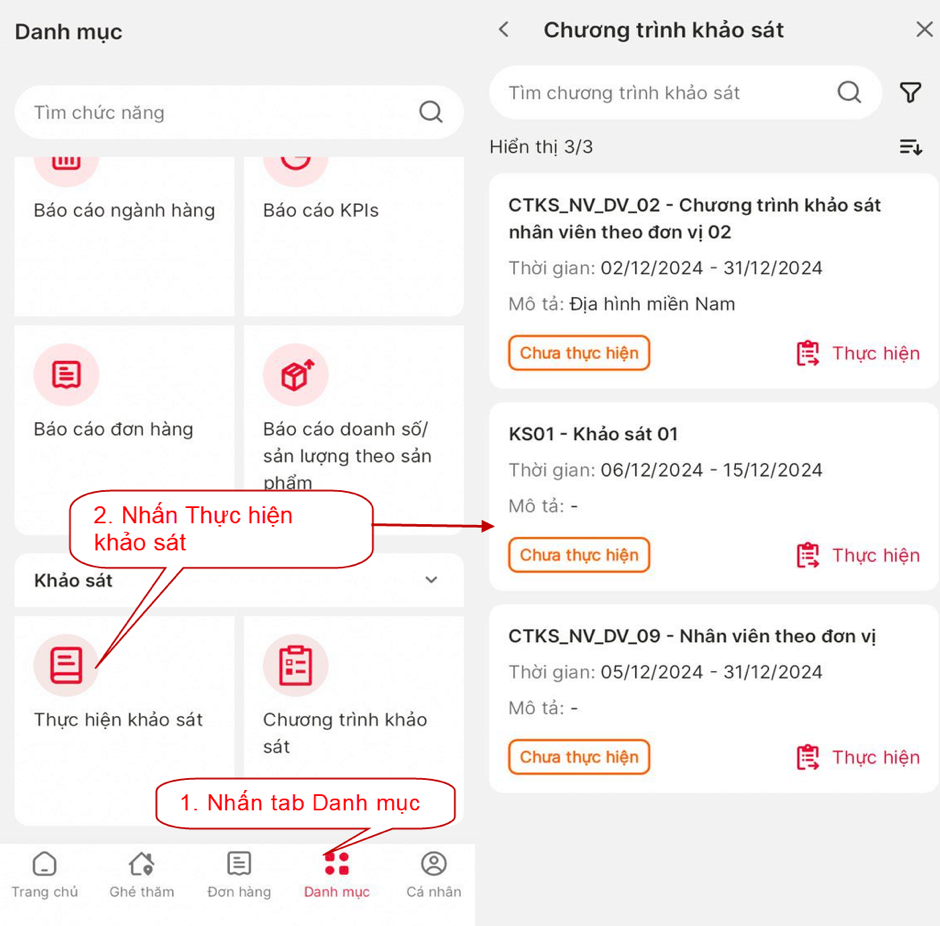 Danh mục
Tìm chức năng
Báo cáo ngành hàng
Báo cáo KPIs
Báo cáo đơn hàng
Báo cáo doanh số/
sản lượng theo sản
phẩm
2. Nhấn Thực hiện
khảo sát
Khảo sát
Thực hiện khảo sát
Chương trình khảo
sát
1. Nhấn tab Danh mục
Trang chủ
Ghé thăm
Đơn hàng
Danh mục
Cá nhân
Chương trình khảo sát
Tìm chương trình khảo sát
Hiển thị 3/3
CTKS_NV_DV_02 - Chương trình khảo sát
nhân viên theo đơn vị 02
Thời gian: 02/12/2024 - 31/12/2024
Mô tả: Địa hình miền Nam
Chưa thực hiện
Thực hiện
KS01 - Khảo sát 01
Thời gian: 06/12/2024 - 15/12/2024
Mô tả: -
Chưa thực hiện
Thực hiện
CTKS_NV_DV_09 - Nhân viên theo đơn vị
Thời gian: 05/12/2024 - 31/12/2024
Mô tả: -
Chưa thực hiện
Thực hiện